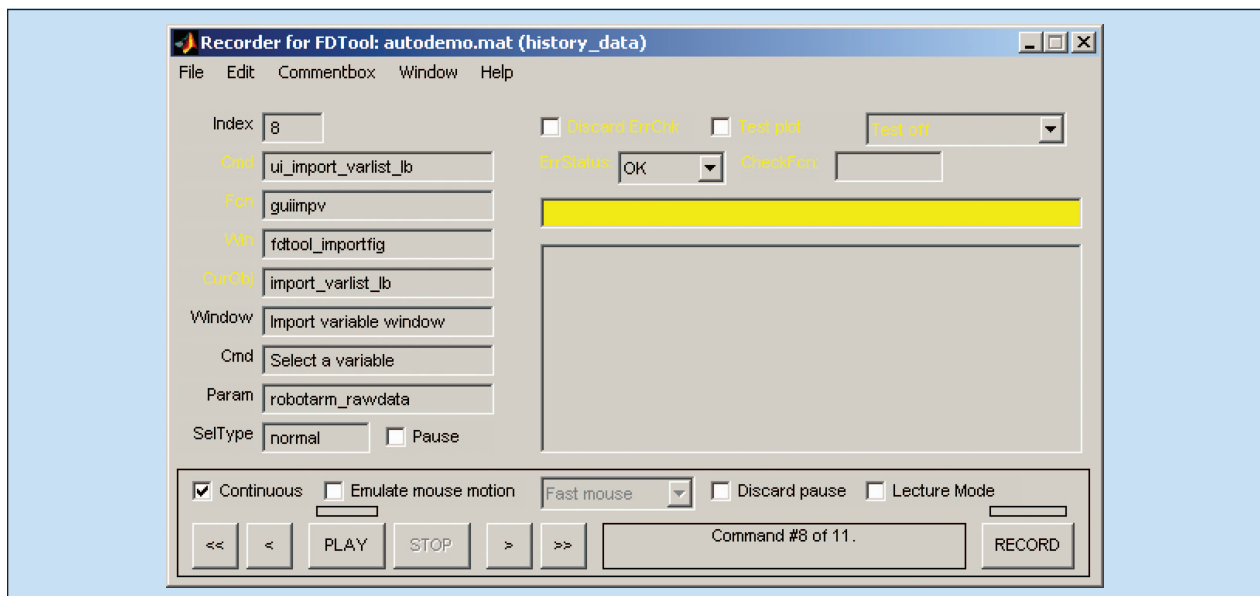 Recorder for FDTool: autodemo.mat (history_data)
File Edit Commentbox Window Help
Index 8
Discard ErrChk Test plot Test off
Cmd ui_import_varlist_lb
ErrStatus: OK CheckFcn:
Fcn guiimpv
Win fdtool_importfig
CurObj import_varlist_lb
Window Import variable window
Cmd Select a variable
Param robotarm_rawdata
SelType normal Pause
Continuous Emulate mouse motion Fast mouse Discard pause Lecture Mode
<< < PLAY STOP > >> Command #8 of 11. RECORD